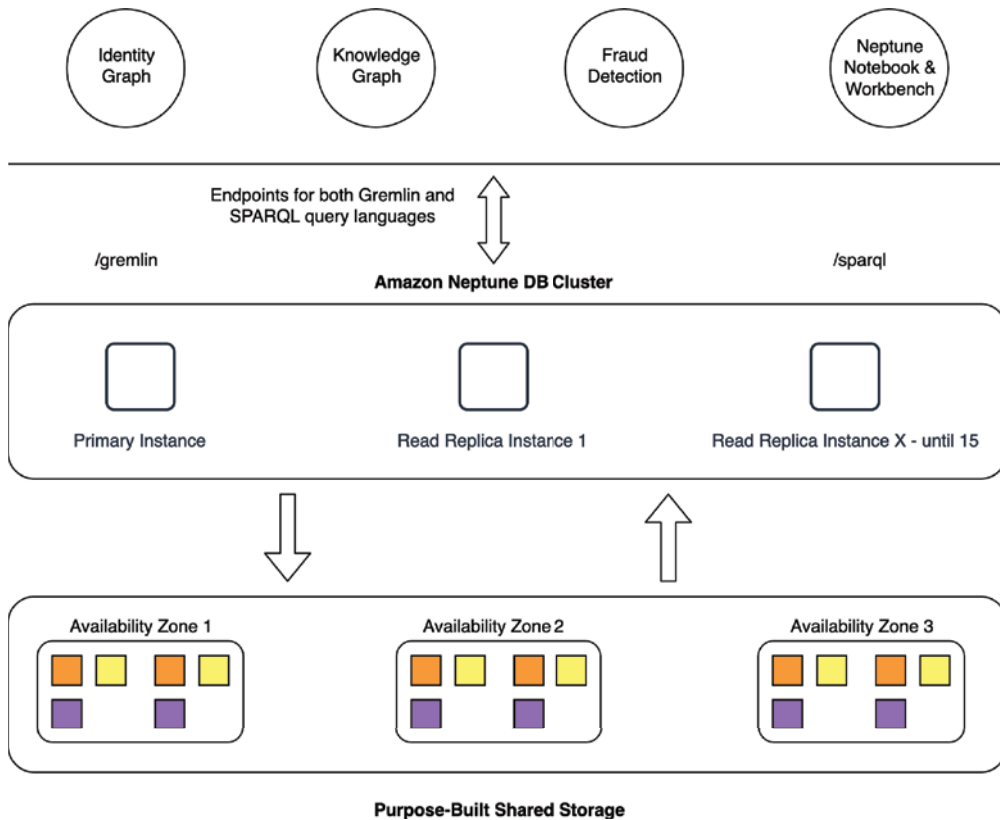 Identity
Graph
Knowledge
Graph
Fraud
Detection
Neptune
Notebook &
Workbench
Endpoints for both Gremlin and
SPARQL query languages
/gremlin
/sparql
Amazon Neptune DB Cluster
Primary Instance
Read Replica Instance 1
Read Replica Instance X - until 15
Availability Zone 1
Availability Zone 2
Availability Zone 3
Purpose-Built Shared Storage